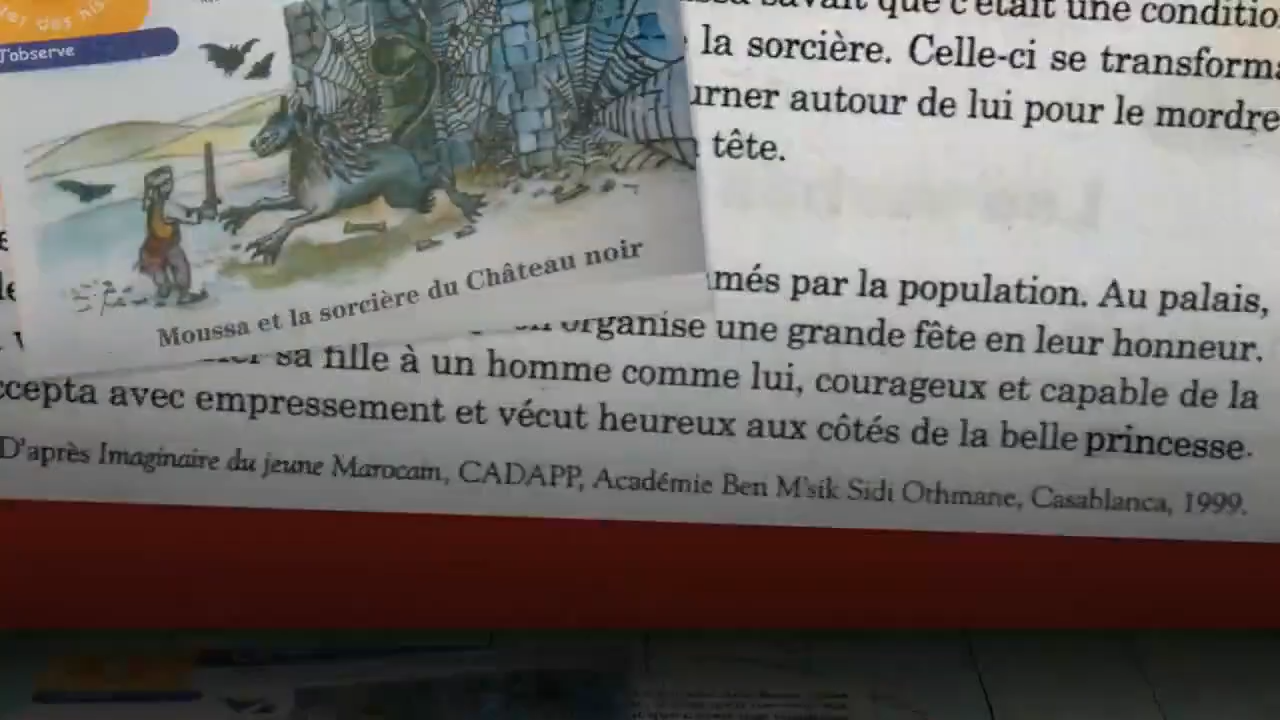 J'observe
Moussa et la sorcière du Château noir
savait que c'était une conditio
la sorcière. Celle-ci se transforma
urner autour de lui pour le mordre
tête.
més par la population. Au palais,
organise une grande fête en leur honneur.
sa fille à un homme comme lui, courageux et capable de la
ccepta avec empressement et vécut heureux aux côtés de la belle princesse.
D'après Imaginaire du jeune Marocain, CADAPP, Académie Ben M'sik Sidi Othmane, Casablanca, 1999.